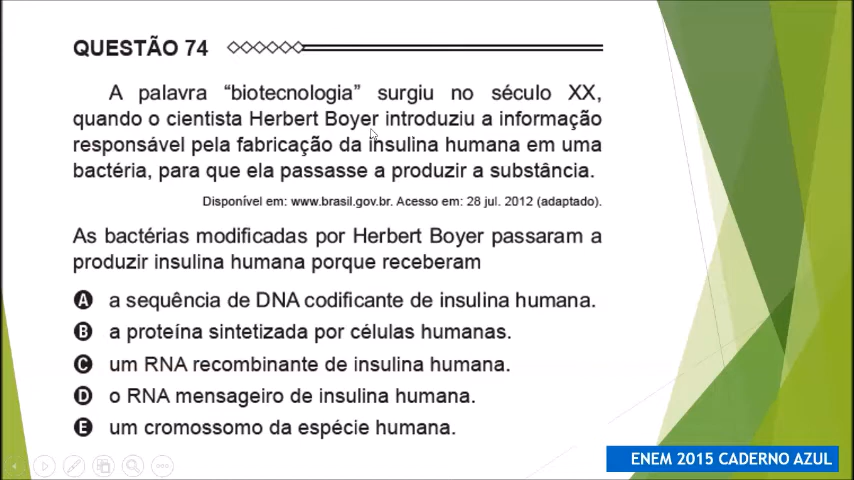 QUESTÃO 74
A palavra “biotecnologia” surgiu no século XX,
quando o cientista Herbert Boyer introduziu a informação
responsável pela fabricação da insulina humana em uma
bactéria, para que ela passasse a produzir a substância.
Disponível em: www.brasil.gov.br. Acesso em: 28 jul. 2012 (adaptado).
As bactérias modificadas por Herbert Boyer passaram a
produzir insulina humana porque receberam
A a sequência de DNA codificante de insulina humana.
B a proteína sintetizada por células humanas.
C um RNA recombinante de insulina humana.
D o RNA mensageiro de insulina humana.
E um cromossomo da espécie humana.
ENEM 2015 CADERNO AZUL